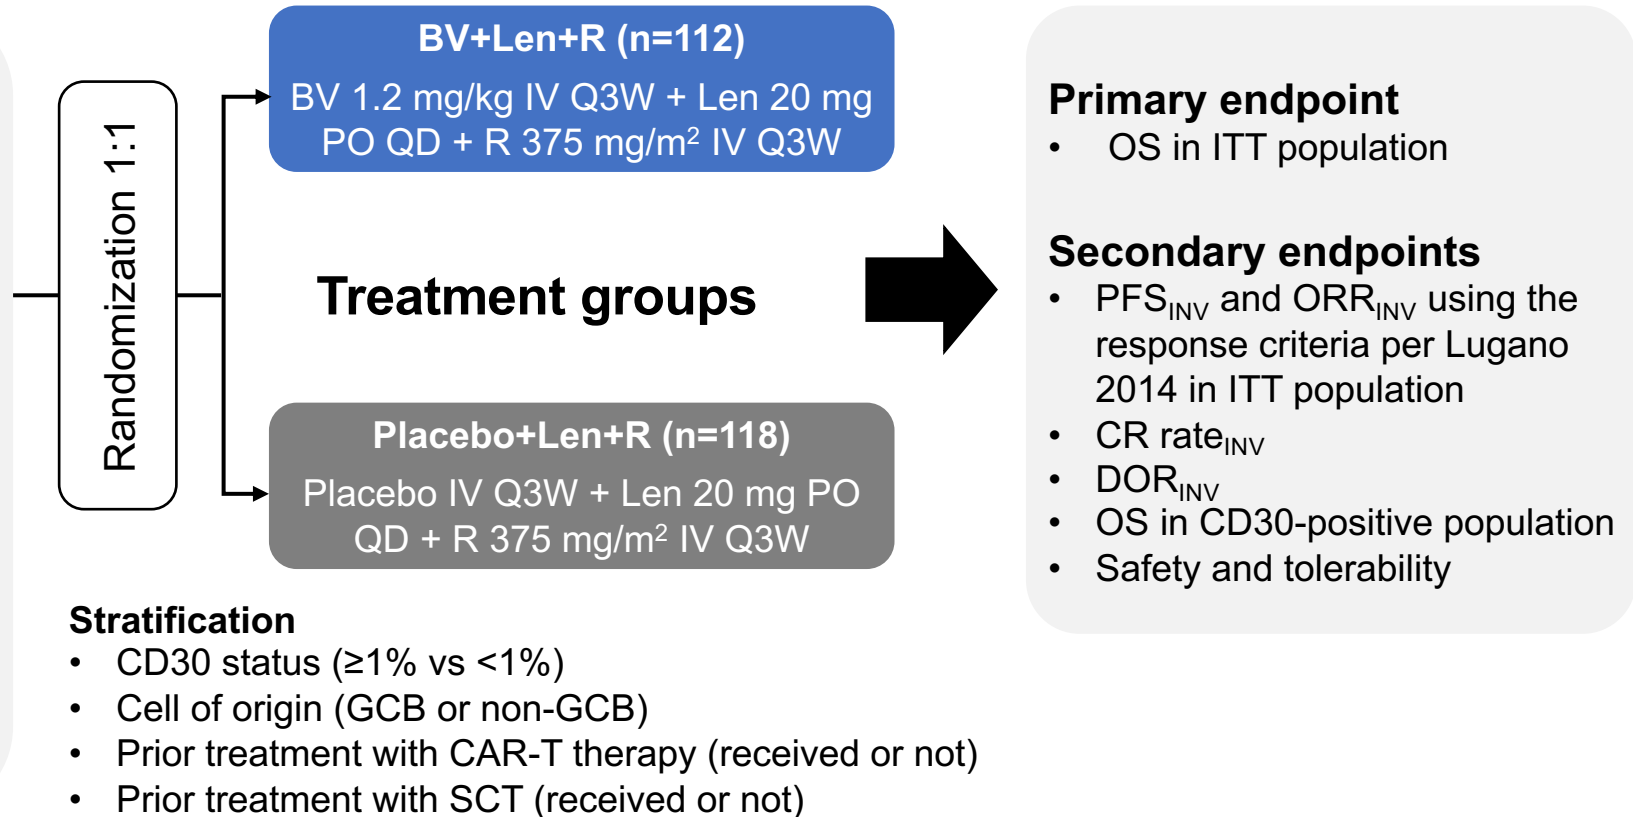 Randomization 1:1
BV+Len+R (n=112)
BV 1.2 mg/kg IV Q3W + Len 20 mg
PO QD + R 375 mg/m² IV Q3W
Treatment groups
Placebo+Len+R (n=118)
Placebo IV Q3W + Len 20 mg PO
QD + R 375 mg/m² IV Q3W
Stratification
• CD30 status (≥1% vs <1%)
• Cell of origin (GCB or non-GCB)
• Prior treatment with CAR-T therapy (received or not)
• Prior treatment with SCT (received or not)
Primary endpoint
• OS in ITT population
Secondary endpoints
• PFS_INV and ORR_INV using the
response criteria per Lugano
2014 in ITT population
• CR rate_INV
• DOR_INV
• OS in CD30-positive population
• Safety and tolerability